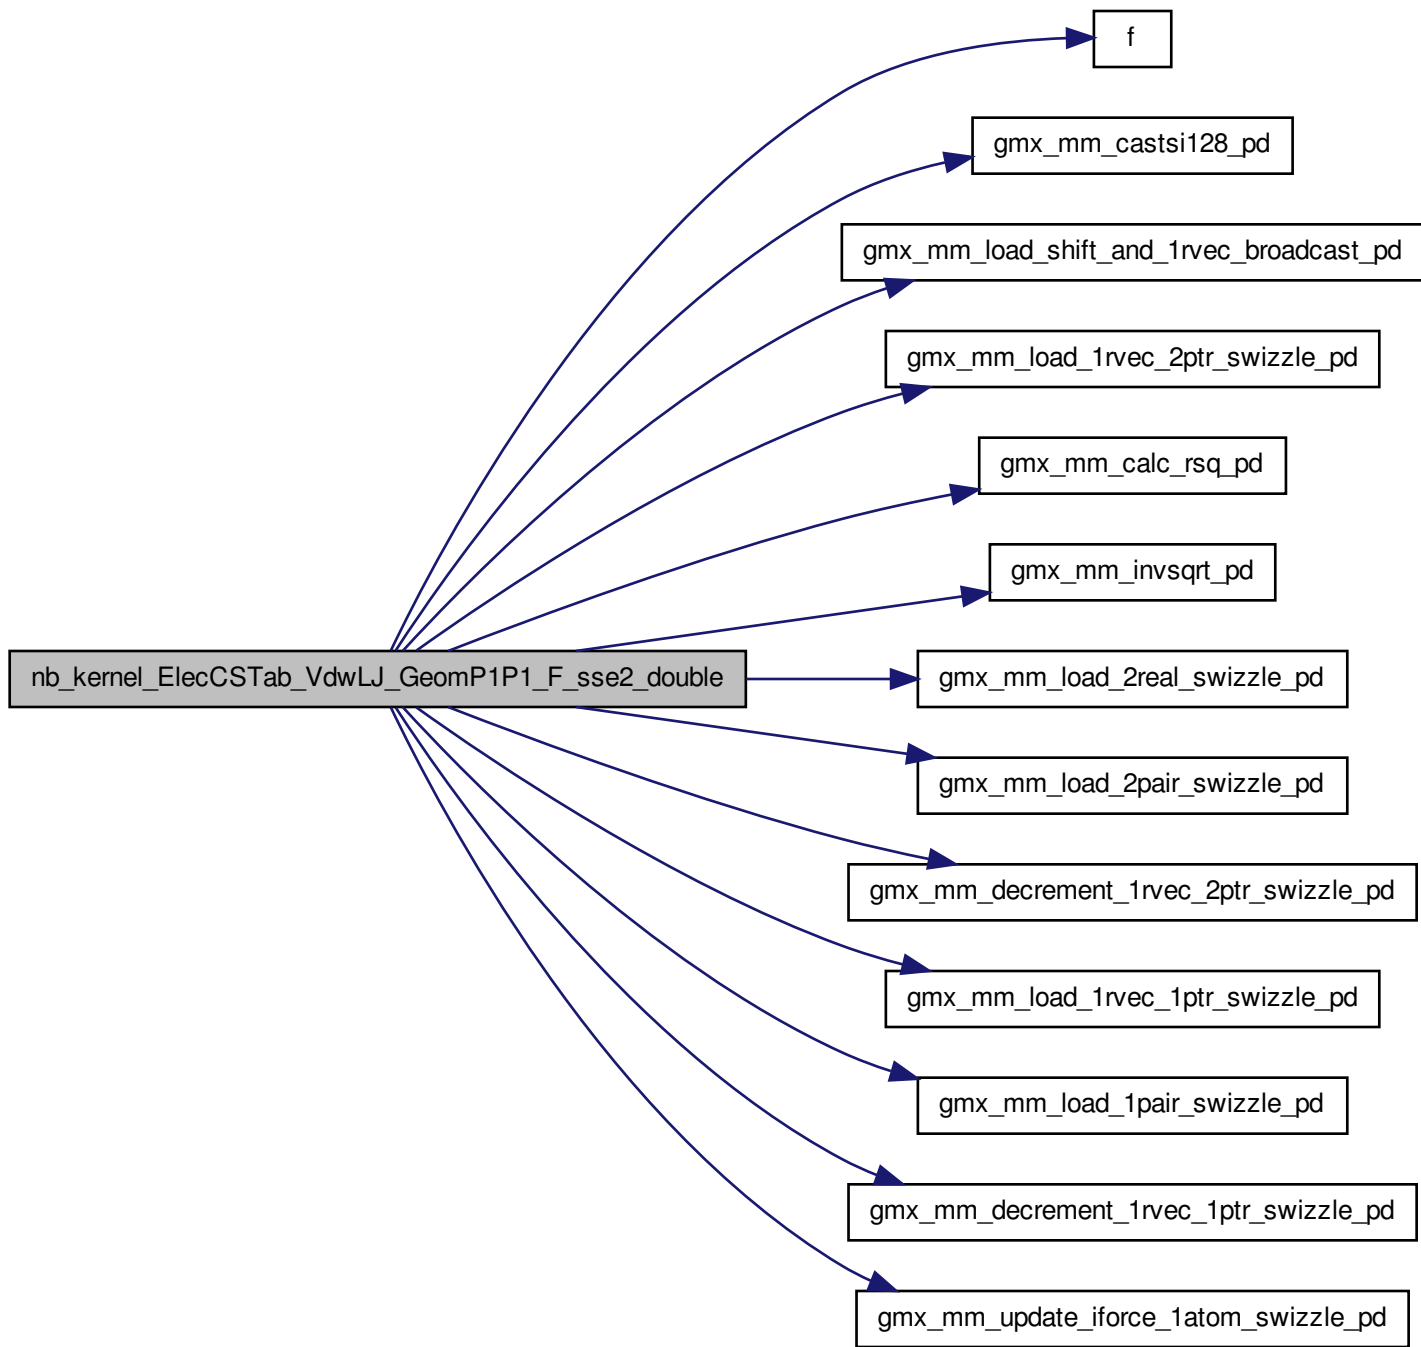 f
gmx_mm_castsi128_pd
gmx_mm_load_shift_and_1rvec_broadcast_pd
gmx_mm_load_1rvec_2ptr_swizzle_pd
gmx_mm_calc_rsq_pd
gmx_mm_invsqrt_pd
nb_kernel_ElecCSTab_VdwLJ_GeomP1P1_F_sse2_double
gmx_mm_load_2real_swizzle_pd
gmx_mm_load_2pair_swizzle_pd
gmx_mm_decrement_1rvec_2ptr_swizzle_pd
gmx_mm_load_1rvec_1ptr_swizzle_pd
gmx_mm_load_1pair_swizzle_pd
gmx_mm_decrement_1rvec_1ptr_swizzle_pd
gmx_mm_update_iforce_1atom_swizzle_pd